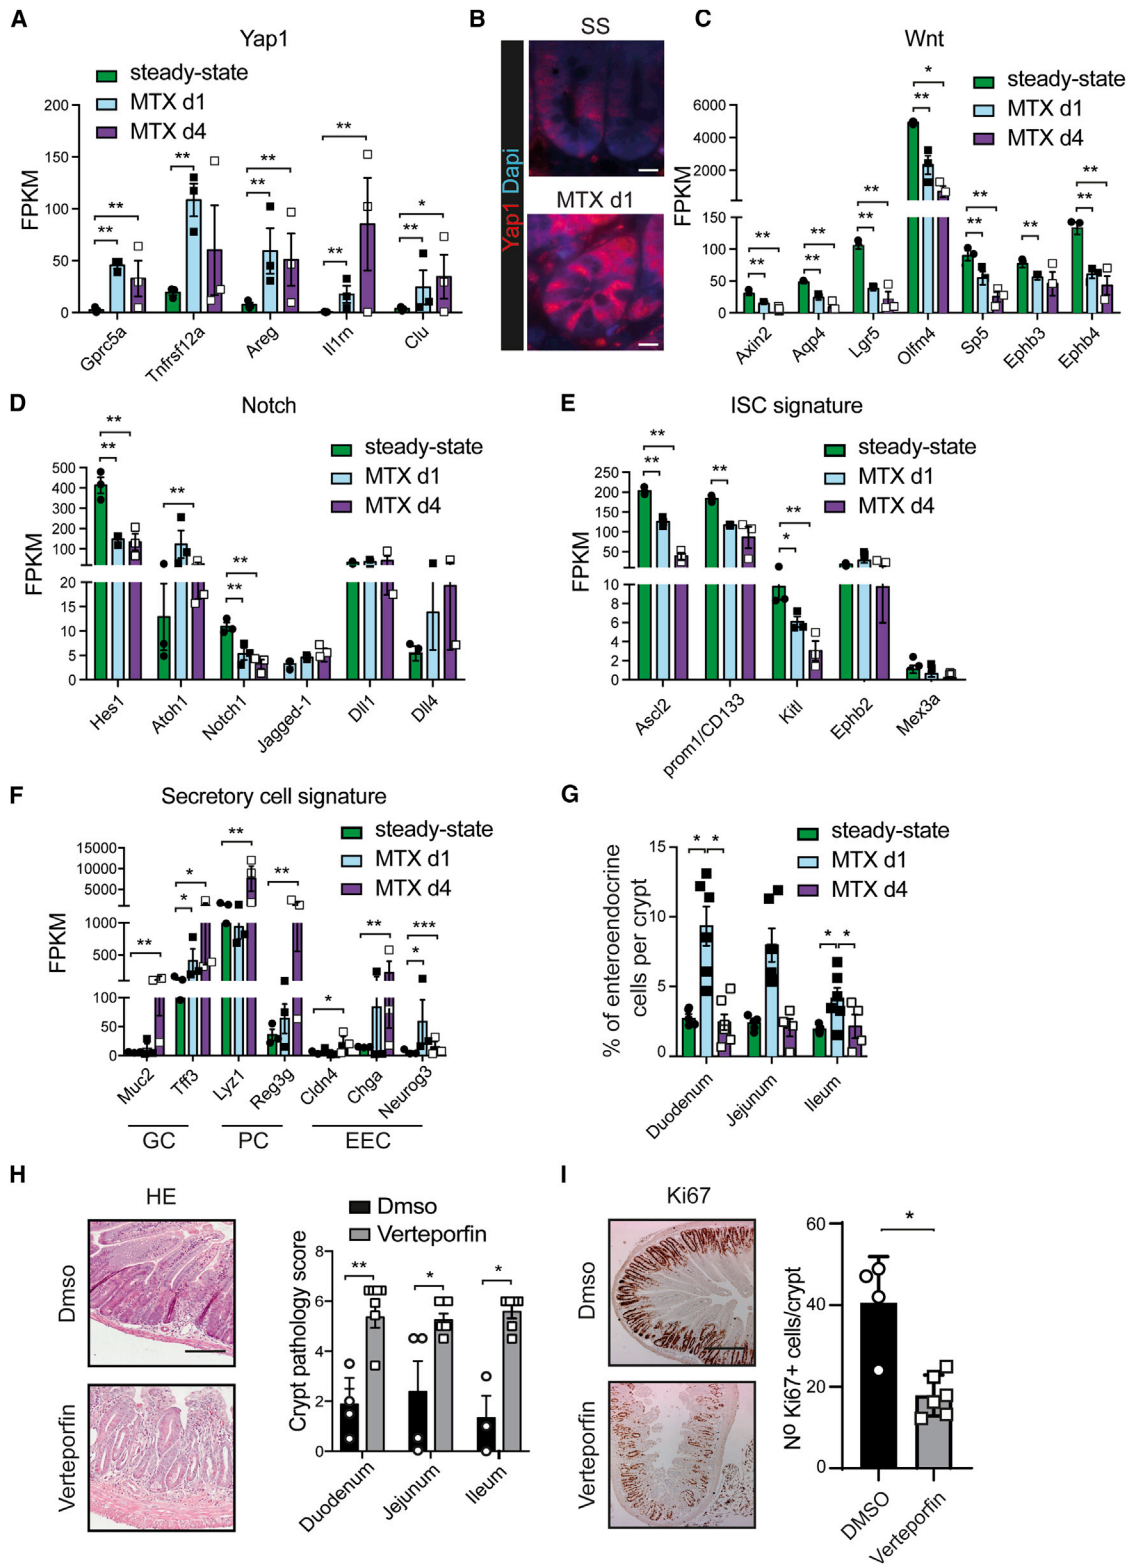 A
Yap1
steady-state
MTX d1
MTX d4
FPKM
200
150
100
50
0
**
**
**
**
**
**
**
**
*
Gprc5a
Tnfrsf12a
Areg
Il1rn
Clu
B
SS
Yap1 Dapi
MTX d1
C
Wnt
steady-state
MTX d1
MTX d4
FPKM
6000
4000
2000
150
100
50
0
**
**
**
**
**
**
*
**
**
**
**
**
**
Axin2
Aqp4
Lgr5
Olfm4
Sp5
Ephb3
Ephb4
D
Notch
steady-state
MTX d1
MTX d4
FPKM
500
400
300
200
100
20
15
10
5
0
**
**
**
**
**
Hes1
Atoh1
Notch1
Jagged-1
Dll1
Dll4
E
ISC signature
steady-state
MTX d1
MTX d4
FPKM
250
200
150
100
50
10
8
6
4
2
0
**
**
**
**
*
Ascl2
prom1/CD133
Kitl
Ephb2
Mex3a
F
Secretory cell signature
steady-state
MTX d1
MTX d4
FPKM
15000
10000
5000
1000
500
100
50
0
**
*
*
**
**
*
**
***
*
Muc2
Tff3
Lyz1
Reg3g
Cldn4
Chga
Neurog3
GC
PC
EEC
G
steady-state
MTX d1
MTX d4
% of enteroendocrine
cells per crypt
15
10
5
0
* *
* *
Duodenum
Jejunum
Ileum
H
HE
Dmso
Verteporfin
Dmso
Verteporfin
Crypt pathology score
8
6
4
2
0
**
*
*
Duodenum
Jejunum
Ileum
I
Ki67
Dmso
Verteporfin
Nº Ki67+ cells/crypt
60
40
20
0
*
DMSO
Verteporfin